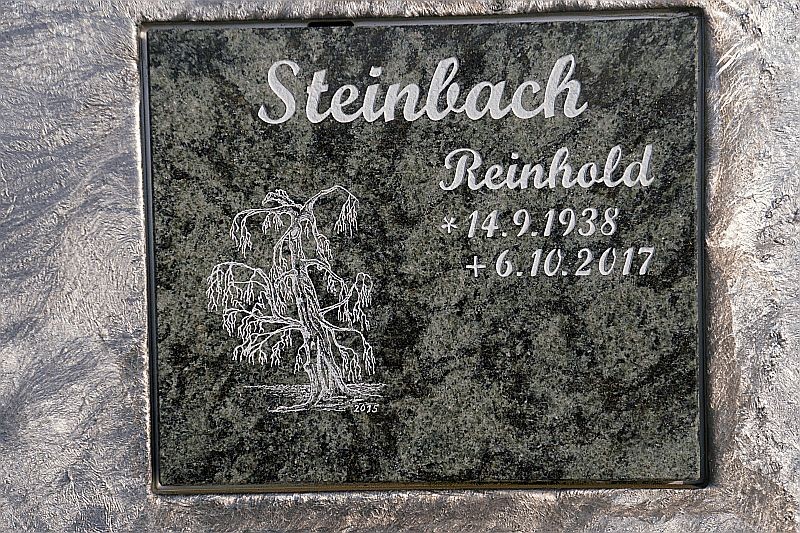 Steinbach
Reinhold
* 14.9.1938
+ 6.10.2017
2015